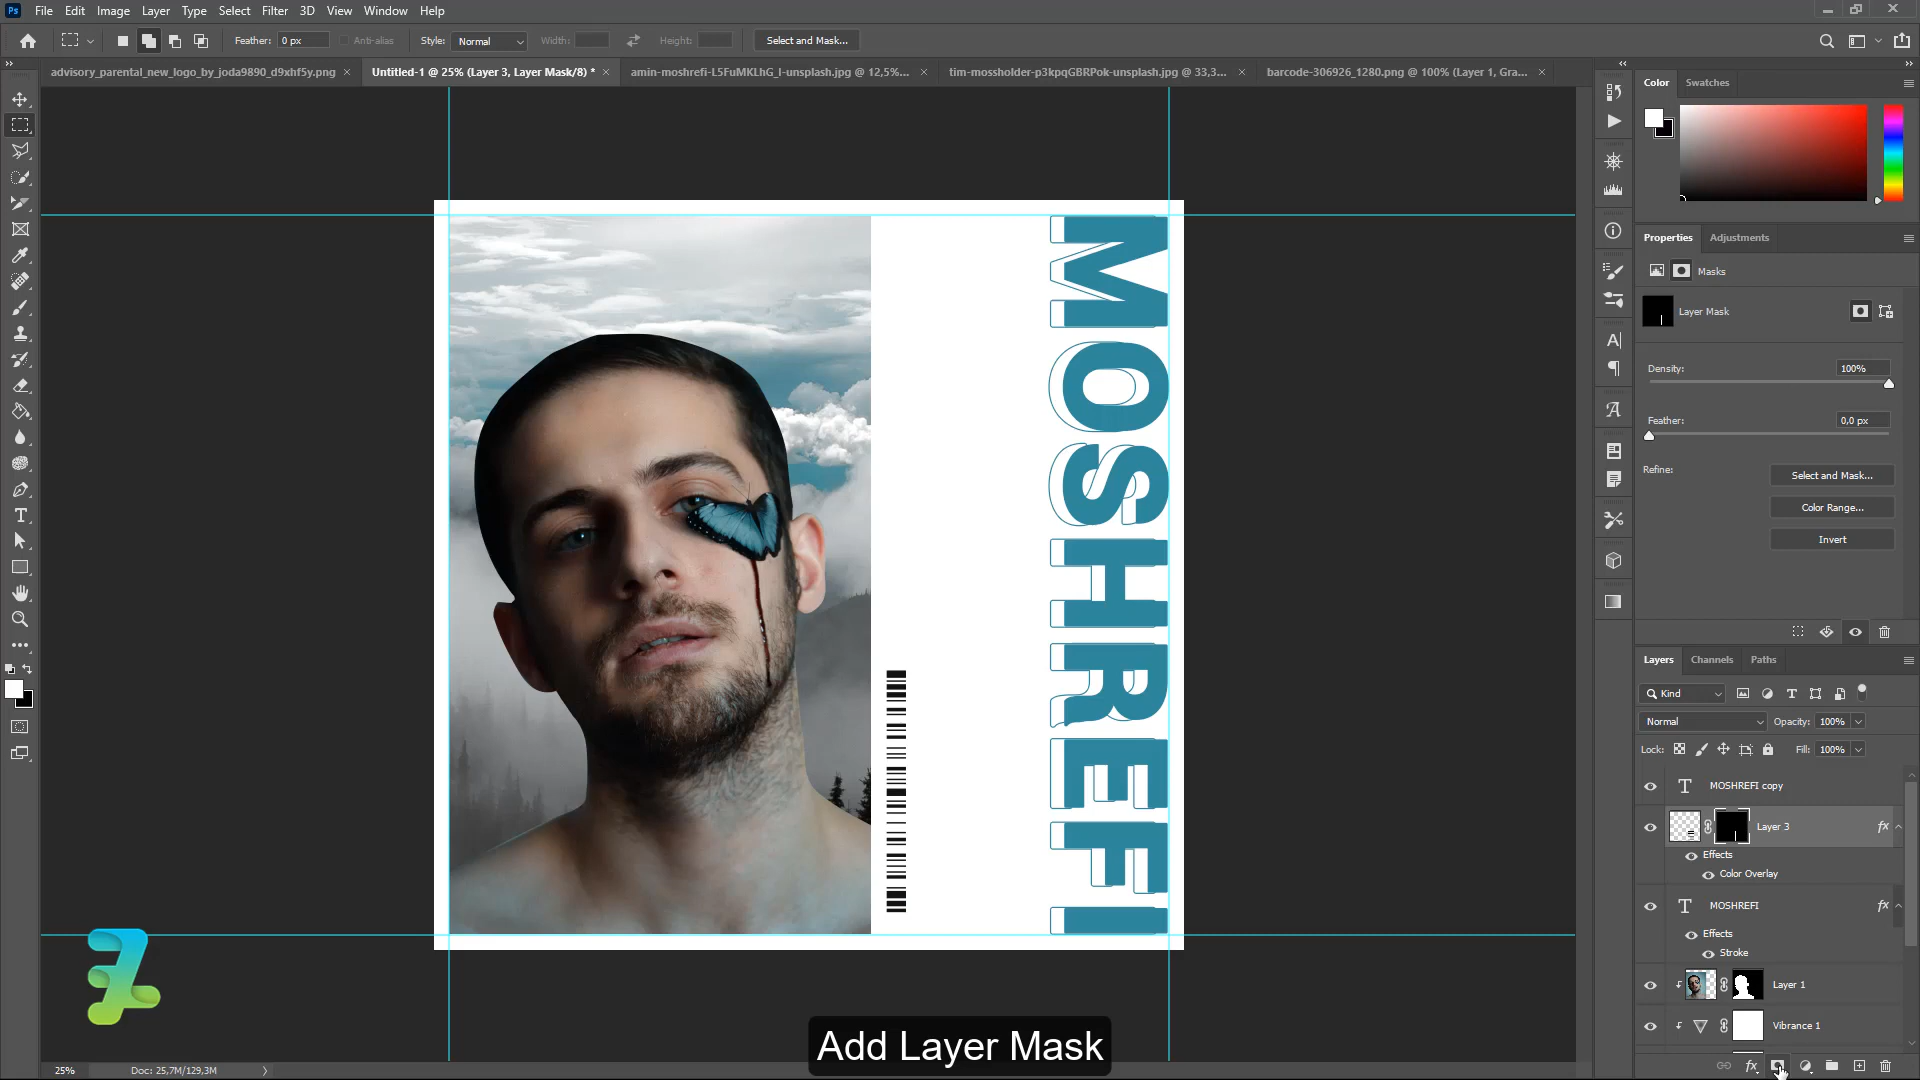 Ps File Edit Image Layer Type Select Filter 3D View Window Help
Feather: 0 px Anti-alias Style: Normal Width: Height: Select and Mask...
advisory_parental_new_logo_by_joda9890_d9xhf5y.png × Untitled-1 @ 25% (Layer 3, Layer Mask/8) * × amin-moshrefi-L5FuMKLhG_I-unsplash.jpg @ 12,5%... × tim-mossholder-p3kpqGBRPok-unsplash.jpg @ 33,3... × barcode-306926_1280.png @ 100% (Layer 1, Gra... ×
Color Swatches
Properties Adjustments
Masks
Layer Mask
Density: 100%
Feather: 0,0 px
Refine: Select and Mask...
Color Range...
Invert
Layers Channels Paths
Kind
Normal Opacity: 100%
Lock: Fill: 100%
MOSHREFI copy
Layer 3 fx
Effects
Color Overlay
MOSHREFI fx
Effects
Stroke
Layer 1
Vibrance 1
MOSHREFI
Add Layer Mask
25% Doc: 25,7M/129,3M